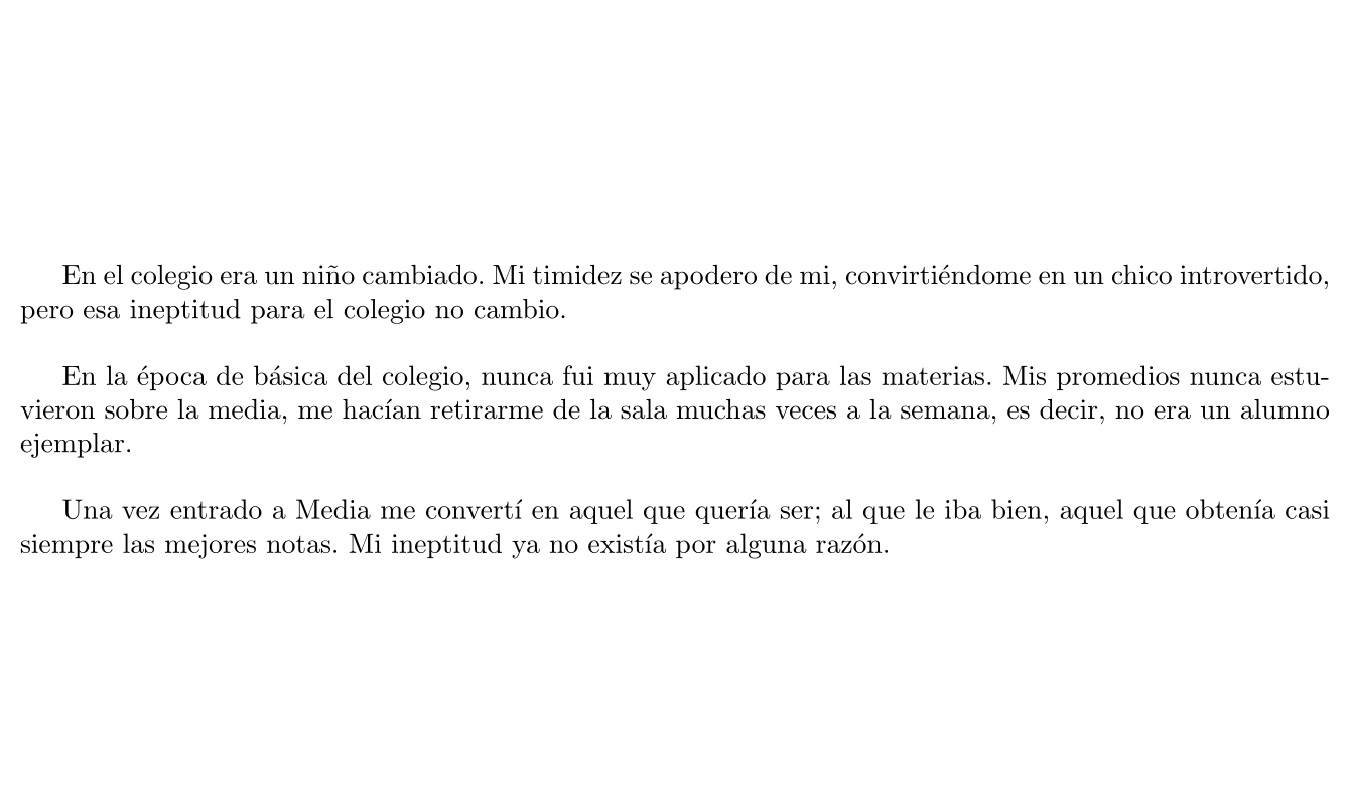 En el colegio era un niño cambiado. Mi timidez se apodero de mi, convirtiéndome en un chico introvertido,
pero esa ineptitud para el colegio no cambio.
En la época de básica del colegio, nunca fui muy aplicado para las materias. Mis promedios nunca estu-
vieron sobre la media, me hacían retirarme de la sala muchas veces a la semana, es decir, no era un alumno
ejemplar.
Una vez entrado a Media me convertí en aquel que quería ser; al que le iba bien, aquel que obtenía casi
siempre las mejores notas. Mi ineptitud ya no existía por alguna razón.